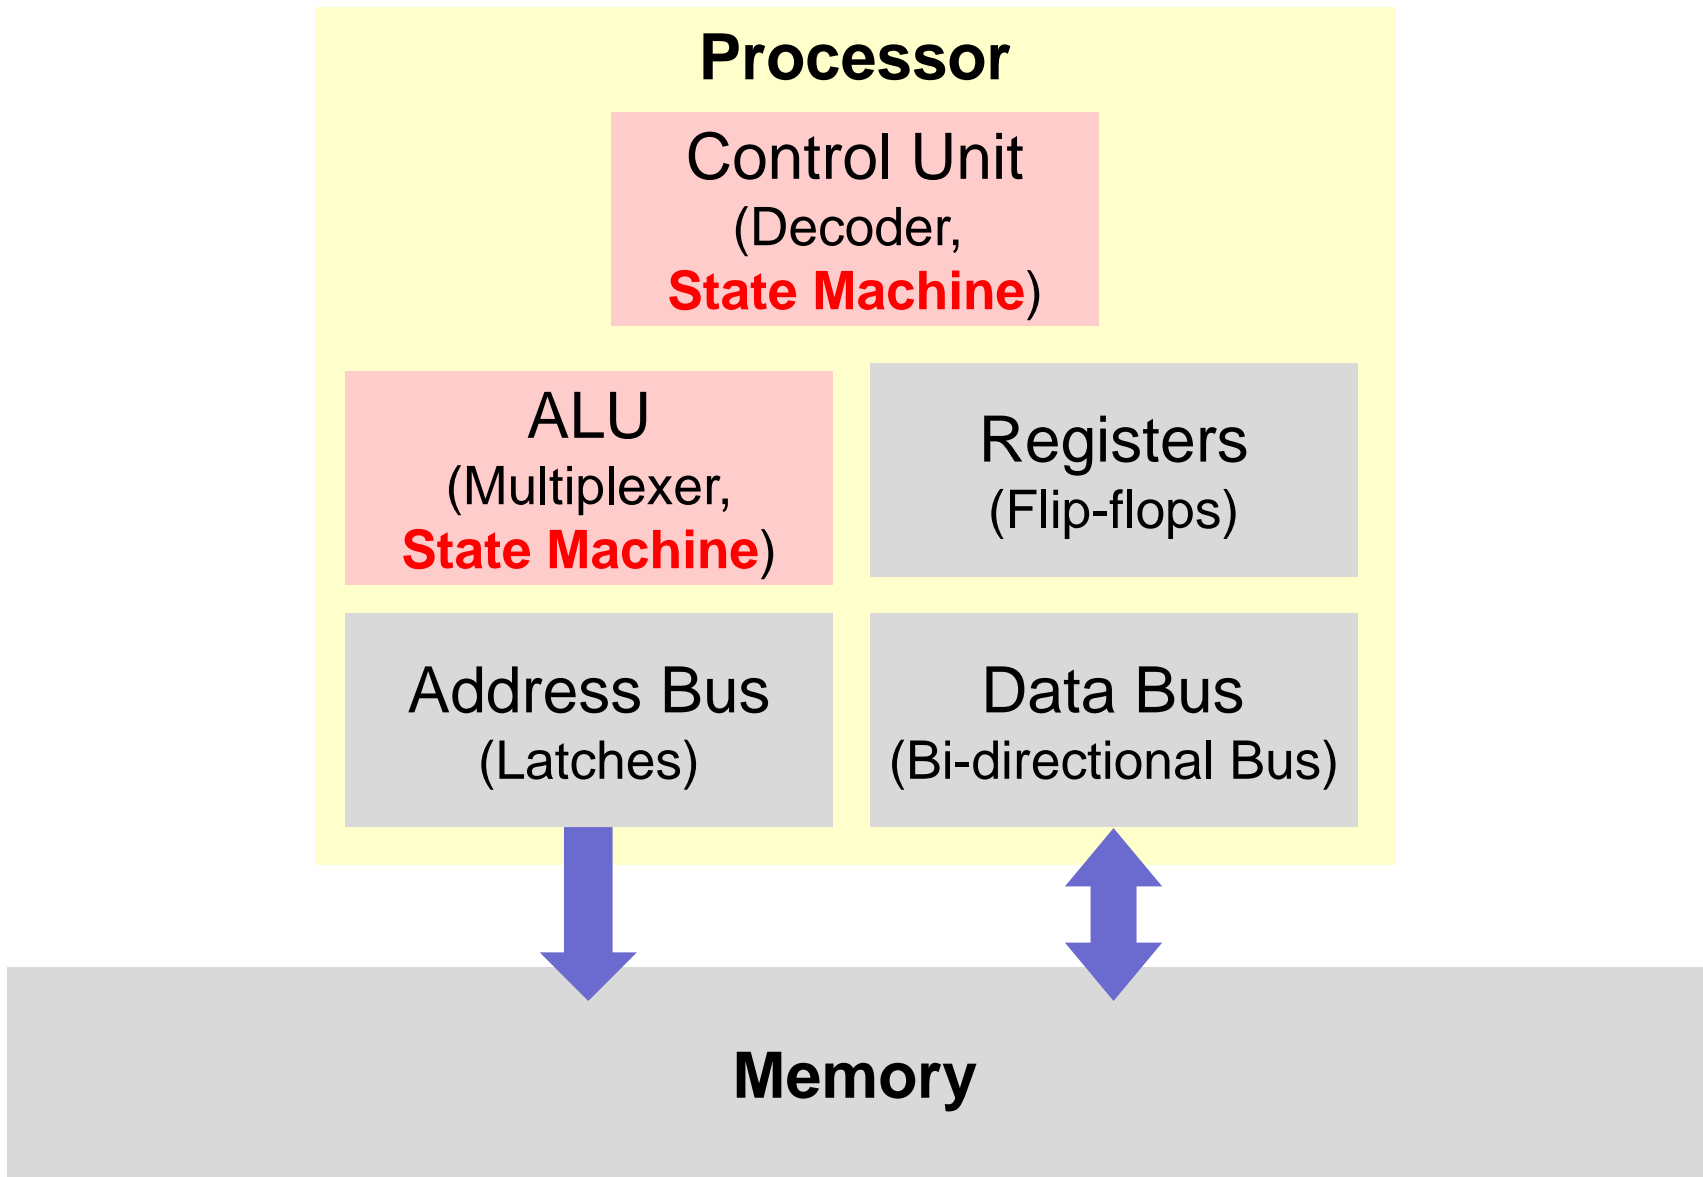 Processor
Control Unit
(Decoder,
State Machine)
ALU
(Multiplexer,
State Machine)
Registers
(Flip-flops)
Address Bus
(Latches)
Data Bus
(Bi-directional Bus)
Memory